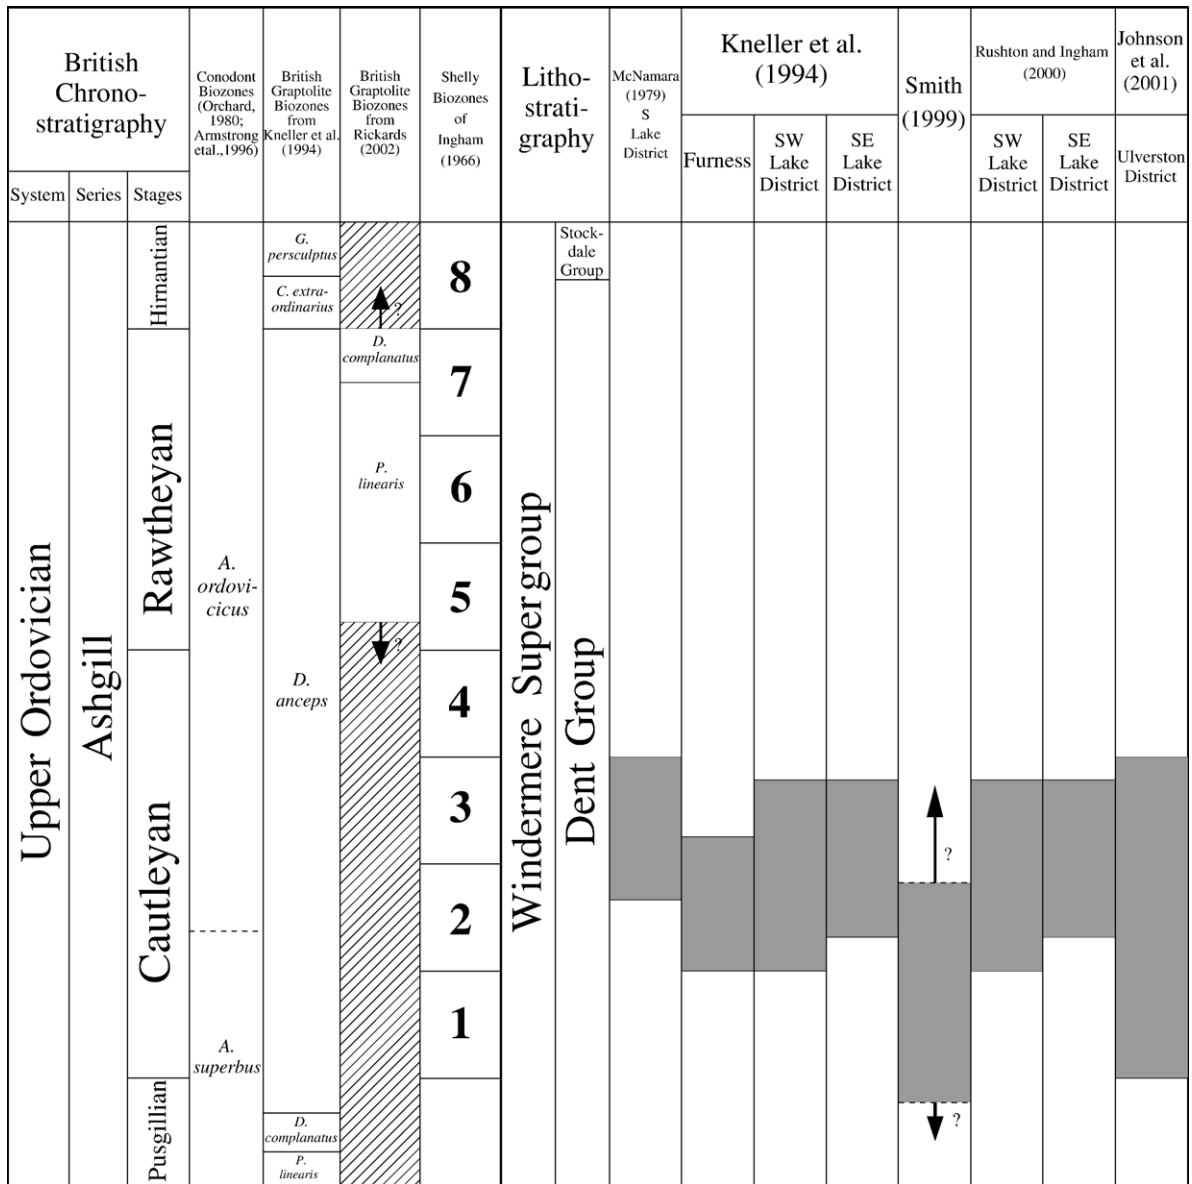 British
Chrono-
stratigraphy
System
Series
Stages
Conodont
Biozones
(Orchard,
1980;
Armstrong
etal.,1996)
British
Graptolite
Biozones
from
Kneller et al.
(1994)
British
Graptolite
Biozones
from
Rickards
(2002)
Shelly
Biozones
of
Ingham
(1966)
Litho-
strati-
graphy
McNamara
(1979)
S
Lake
District
Kneller et al.
(1994)
Furness
SW
Lake
District
SE
Lake
District
Smith
(1999)
Rushton and Ingham
(2000)
SW
Lake
District
SE
Lake
District
Johnson
et al.
(2001)
Ulverston
District
Upper Ordovician
Ashgill
Hirnantian
Rawtheyan
Cautleyan
Pusgillian
A.
ordovi-
cicus
A.
superbus
G.
persculptus
C. extra-
ordinarius
D.
anceps
D.
complanatus
P.
linearis
?
D.
complanatus
P.
linearis
?
8
7
6
5
4
3
2
1
Windermere Supergroup
Stock-
dale
Group
Dent Group
?
?